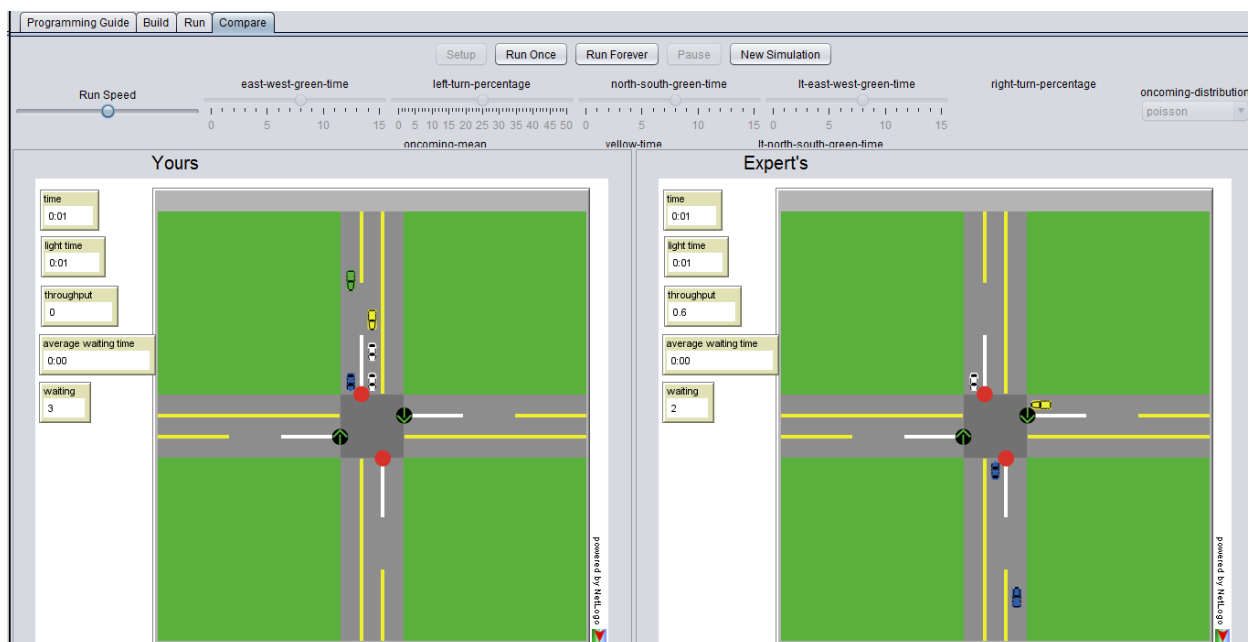 Programming Guide Build Run Compare
Setup Run Once Run Forever Pause New Simulation
Run Speed
east-west-green-time
0 5 10 15
left-turn-percentage
0 5 10 15 20 25 30 35 40 45 50
north-south-green-time
0 5 10 15
lt-east-west-green-time
0 5 10 15
right-turn-percentage
oncoming-distribution
poisson
oncoming-mean
yellow-time
lt-north-south-green-time
Yours
time
0:01
light time
0:01
throughput
0
average waiting time
0:00
waiting
3
powered by NetLogo
Expert's
time
0:01
light time
0:01
throughput
0.6
average waiting time
0:00
waiting
2
powered by NetLogo